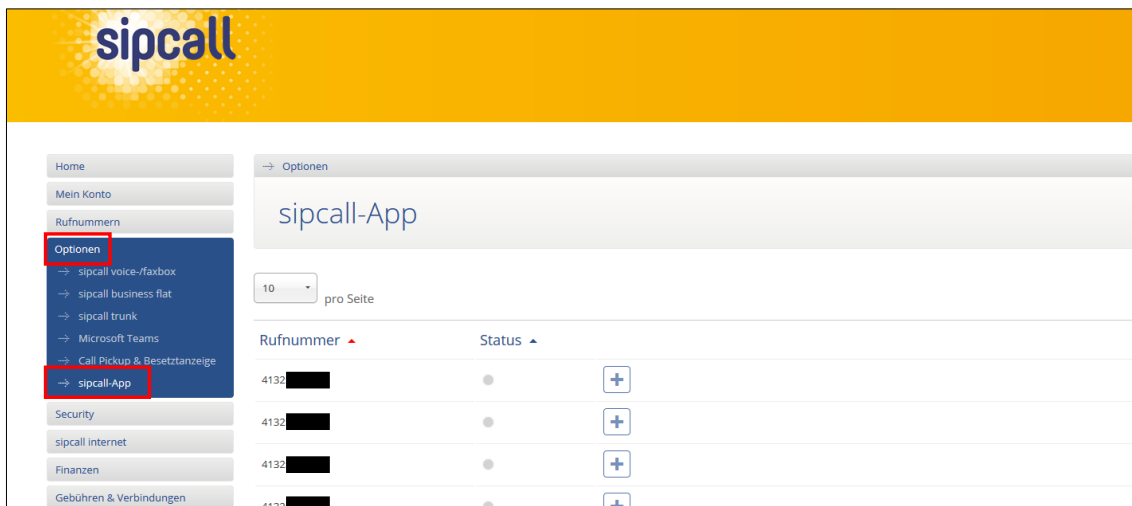 sipcall
Home
Mein Konto
Rufnummern
Optionen
→ sipcall voice-/faxbox
→ sipcall business flat
→ sipcall trunk
→ Microsoft Teams
→ Call Pickup & Besetztanzeige
→ sipcall-App
Security
sipcall internet
Finanzen
Gebühren & Verbindungen
→ Optionen
sipcall-App
10 pro Seite
Rufnummer Status
4132
4132
4132
4132